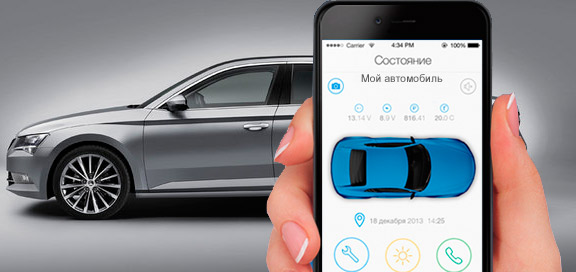 Carrier 4:34 PM 100%
Состояние
Мой автомобиль
13.14 V 8.9 V 816.41 20.0 C
18 декабря 2013 14:25